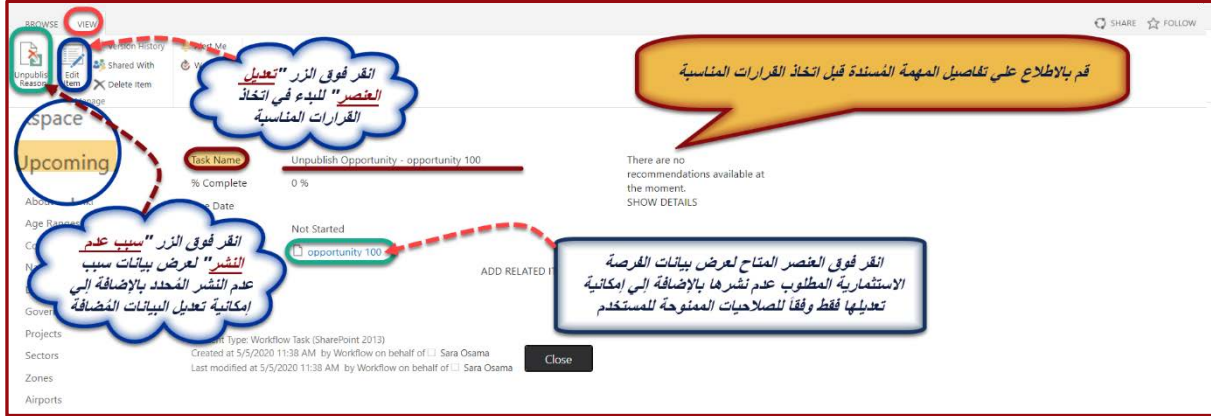 BROWSE VIEW
SHARE FOLLOW
Unpublish Reason
Edit Item
Version History
Shared With
Delete Item
Manage
Alert Me
انقر فوق الزر "تعديل
العنصر" للبدء في اتخاذ
القرارات المناسبة
قم بالاطلاع علي تفاصيل المهمة المُسندة قبل اتخاذ القرارات المناسبة
Upcoming
Task Name Unpublish Opportunity - opportunity 100
% Complete 0 %
Date
Not Started
opportunity 100
There are no
recommendations available at
the moment.
SHOW DETAILS
ADD RELATED
انقر فوق الزر "سبب عدم
النشر" لعرض بيانات سبب
عدم النشر المُحدد بالإضافة إلي
إمكانية تعديل البيانات المُضافة
انقر فوق العنصر المتاح لعرض بيانات الفرصة
الاستثمارية المطلوب عدم نشرها بالإضافة إلي إمكانية
تعديلها فقط وفقاً للصلاحيات الممنوحة للمستخدم
Age Ranges
Projects
Sectors
Zones
Airports
Type: Workflow Task (SharePoint 2013)
Created at 5/5/2020 11:38 AM by Workflow on behalf of Sara Osama
Last modified at 5/5/2020 11:38 AM by Workflow on behalf of Sara Osama
Close